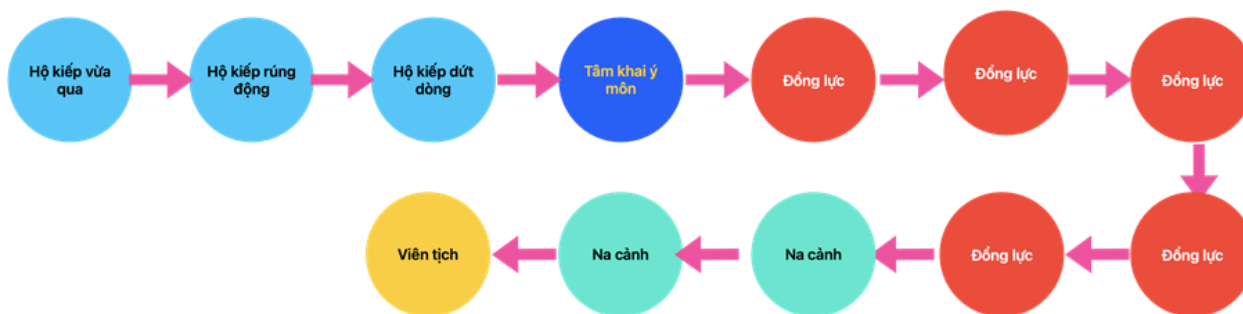 Hộ kiếp vừa
qua
Hộ kiếp rúng
động
Hộ kiếp dứt
dòng
Tâm khai ý
môn
Đổng lực
Đổng lực
Đổng lực
Đổng lực
Đổng lực
Na cảnh
Na cảnh
Viên tịch